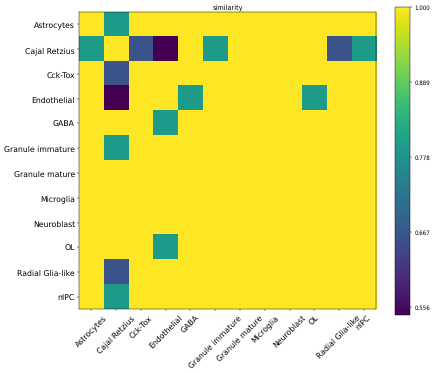 similarity
Astrocytes
Cajal Retzius
Cck-Tox
Endothelial
GABA
Granule immature
Granule mature
Microglia
Neuroblast
OL
Radial Glia-like
nIPC
Astrocytes
Cajal Retzius
Cck-Tox
Endothelial
GABA
Granule immature
Granule mature
Microglia
Neuroblast
OL
Radial Glia-like
nIPC
1.000
0.889
0.778
0.667
0.556